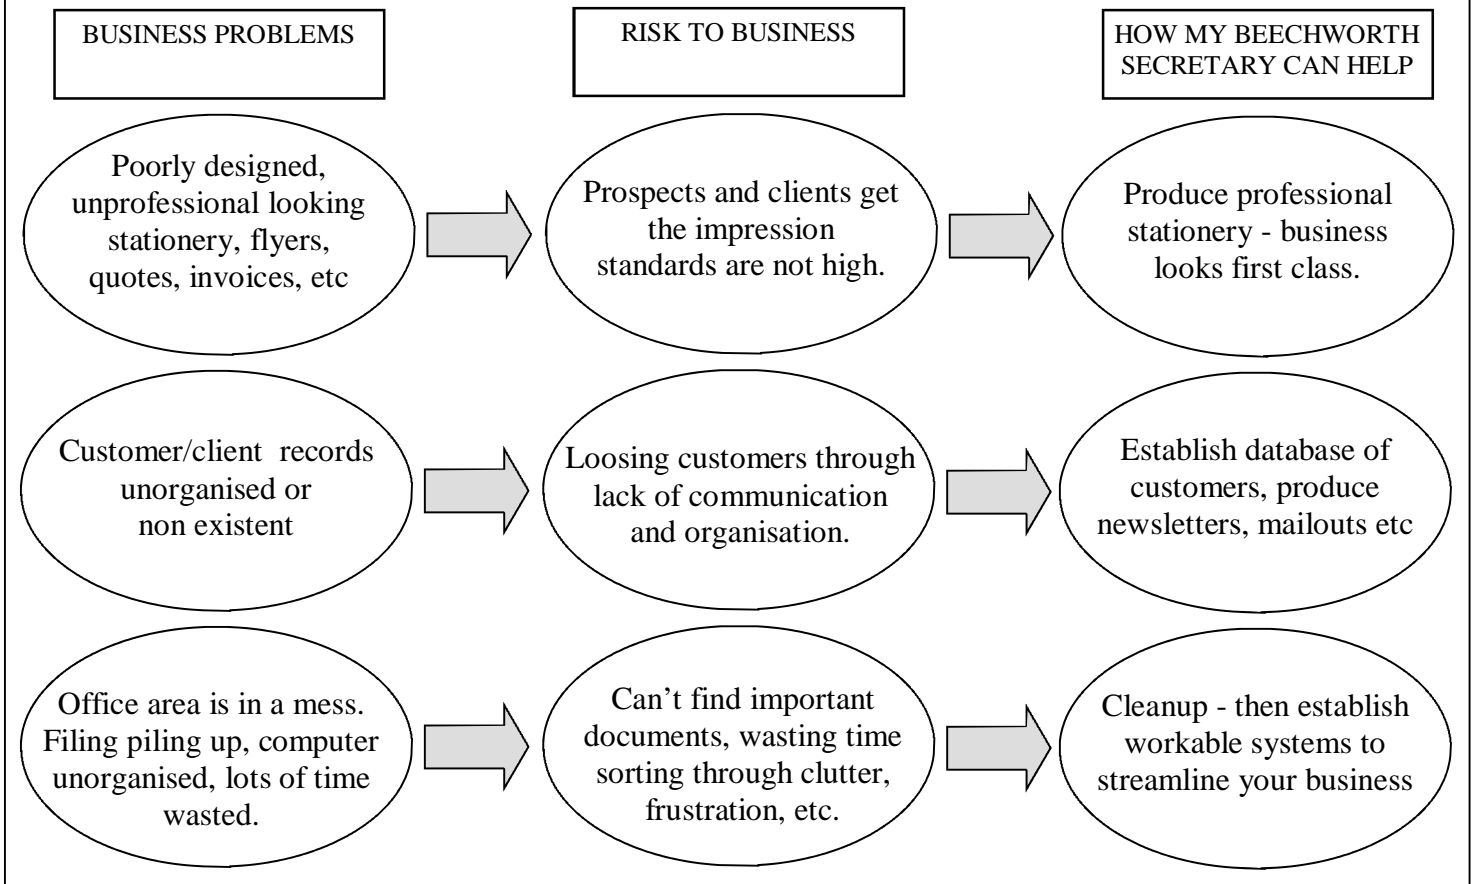 BUSINESS PROBLEMS
RISK TO BUSINESS
HOW MY BEECHWORTH
SECRETARY CAN HELP
Poorly designed,
unprofessional looking
stationery, flyers,
quotes, invoices, etc
Prospects and clients get
the impression
standards are not high.
Produce professional
stationery - business
looks first class.
Customer/client  records
unorganised or
non existent
Loosing customers through
lack of communication
and organisation.
Establish database of
customers, produce
newsletters, mailouts etc
Office area is in a mess.
Filing piling up, computer
unorganised, lots of time
wasted.
Can’t find important
documents, wasting time
sorting through clutter,
frustration, etc.
Cleanup - then establish
workable systems to
streamline your business